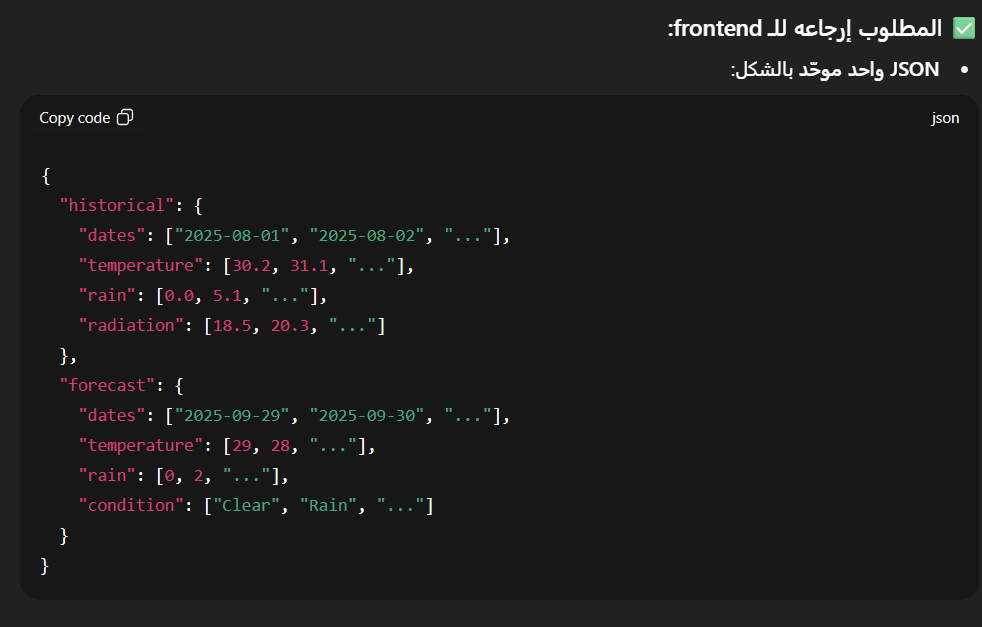 ✅ المطلوب إرجاعه للـ frontend:
• JSON واحد موحّد بالشكل:
json Copy code
{
  "historical": {
    "dates": ["2025-08-01", "2025-08-02", "..."],
    "temperature": [30.2, 31.1, "..."],
    "rain": [0.0, 5.1, "..."],
    "radiation": [18.5, 20.3, "..."]
  },
  "forecast": {
    "dates": ["2025-09-29", "2025-09-30", "..."],
    "temperature": [29, 28, "..."],
    "rain": [0, 2, "..."],
    "condition": ["Clear", "Rain", "..."]
  }
}